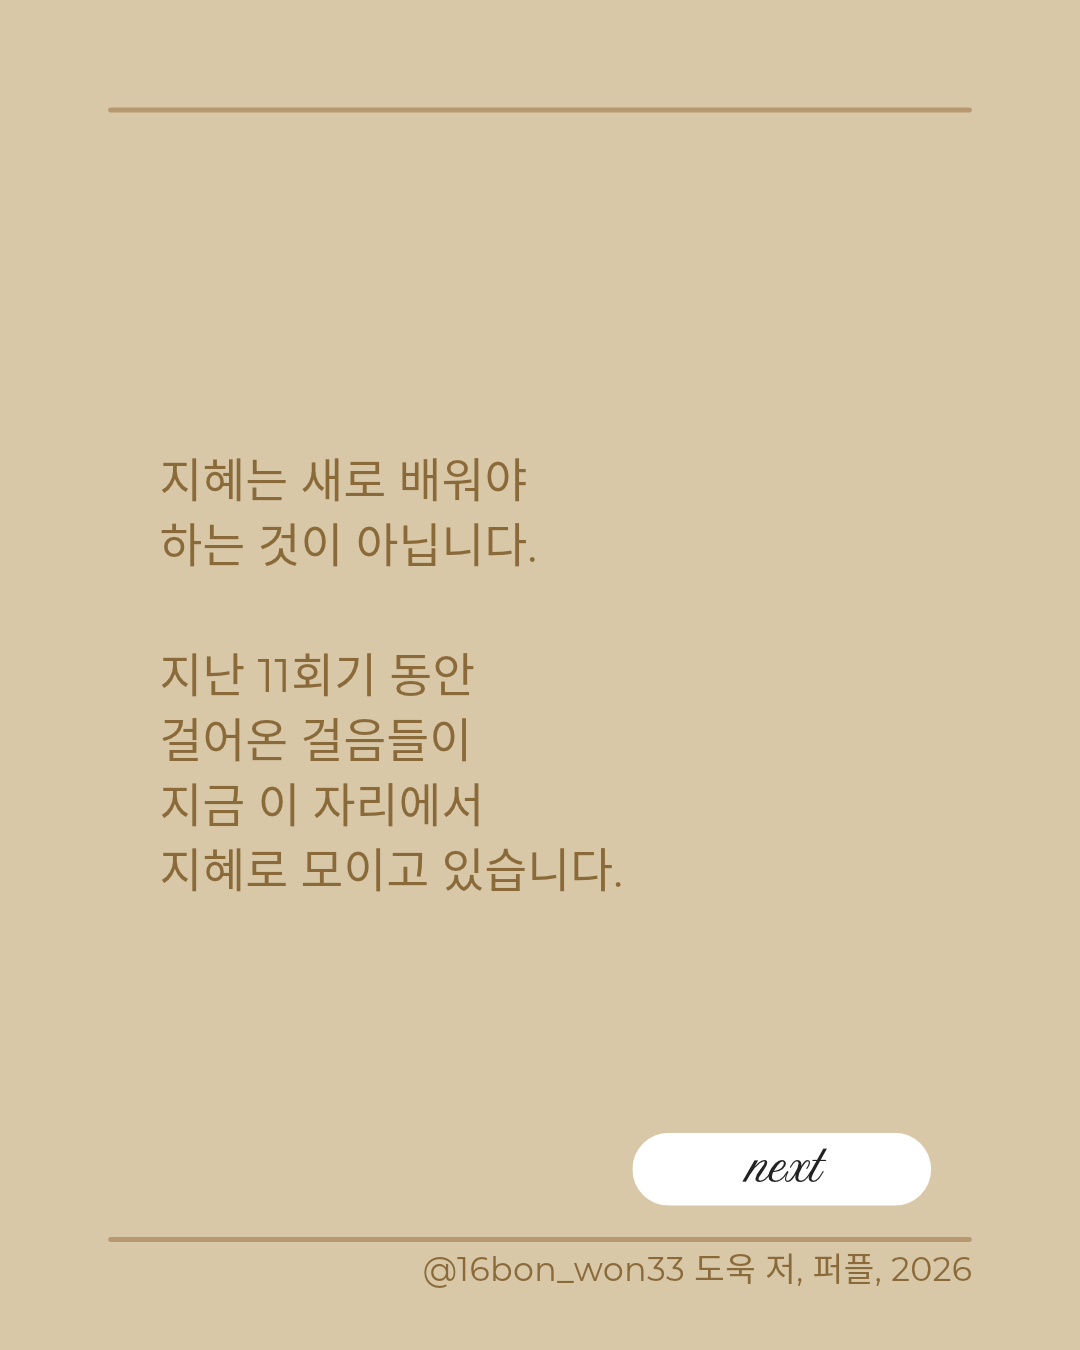 지혜는 새로 배워야
하는 것이 아닙니다.
지난 11회기 동안
걸어온 걸음들이
지금 이 자리에서
지혜로 모이고 있습니다.
next
@16bon_won33 도욱 저, 퍼플, 2026